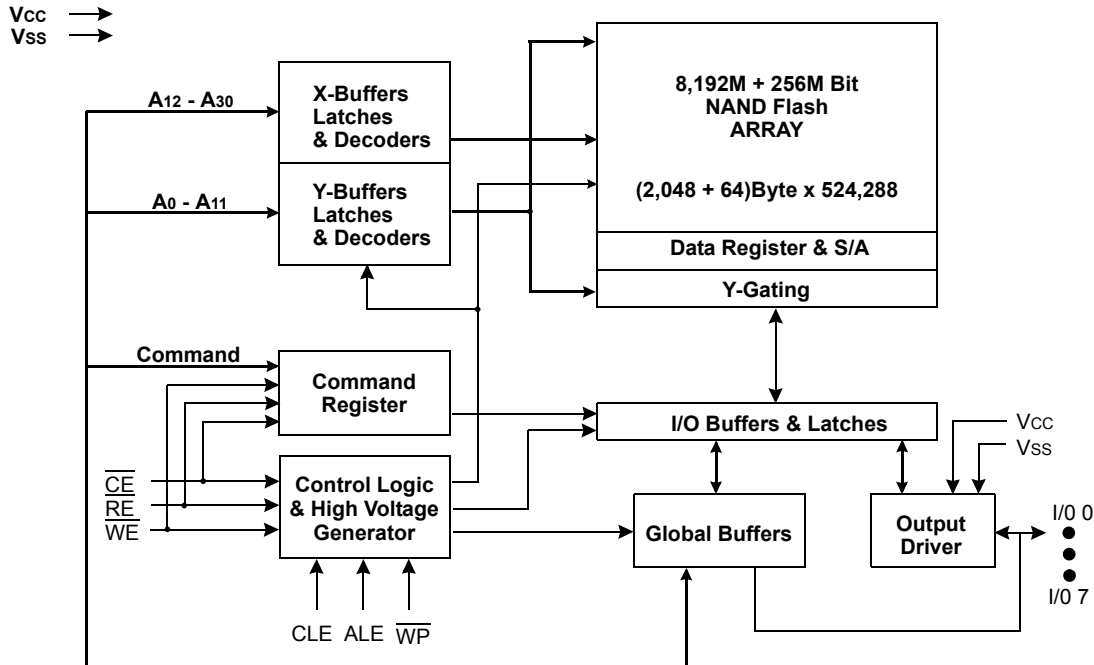 VCC
VSS
A12 - A30
X-Buffers
Latches
& Decoders
8,192M + 256M Bit
NAND Flash
ARRAY
(2,048 + 64)Byte x 524,288
A0 - A11
Y-Buffers
Latches
& Decoders
Data Register & S/A
Y-Gating
Command
Command
Register
I/O Buffers & Latches
VCC
VSS
CE
RE
WE
Control Logic
& High Voltage
Generator
Global Buffers
Output
Driver
I/0 0
I/0 7
CLE ALE WP